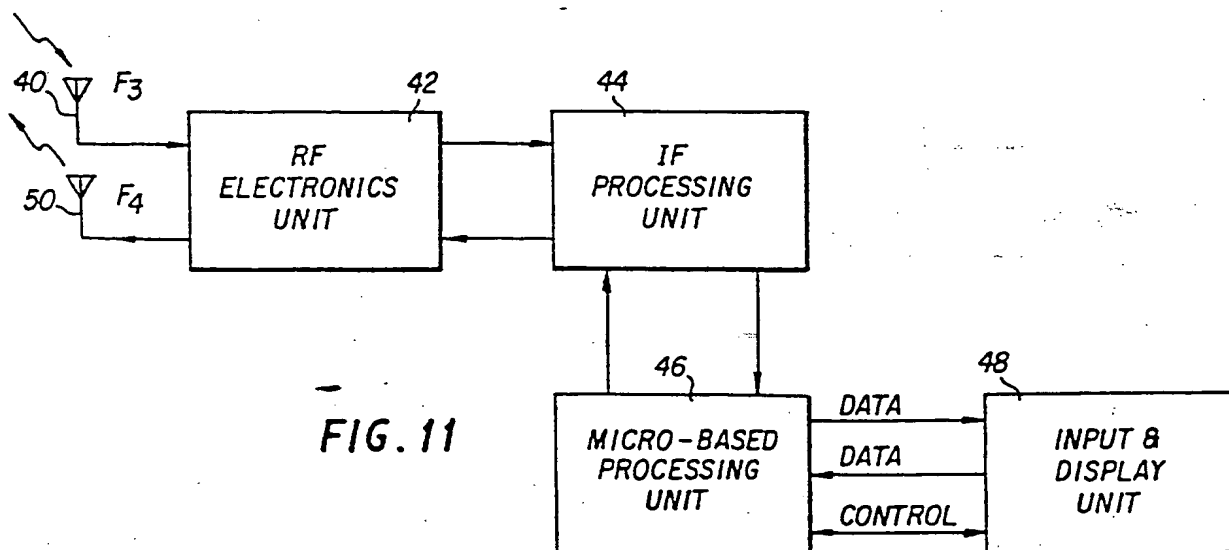 40
F3
42
RF
ELECTRONICS
UNIT
44
IF
PROCESSING
UNIT
50
F4
46
MICRO-BASED
PROCESSING
UNIT
DATA
DATA
CONTROL
48
INPUT &
DISPLAY
UNIT
FIG. 11